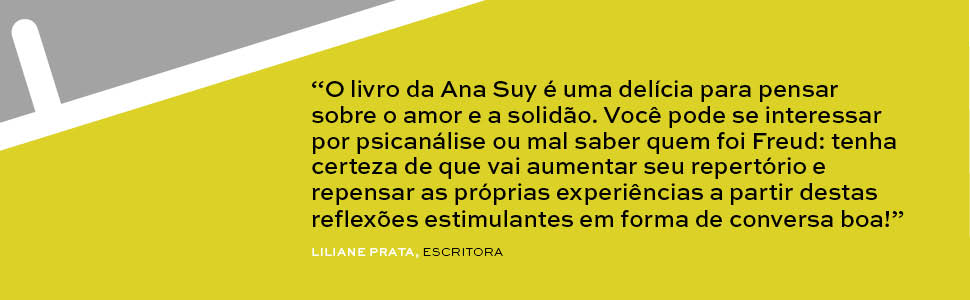 “O livro da Ana Suy é uma delícia para pensar
sobre o amor e a solidão. Você pode se interessar
por psicanálise ou mal saber quem foi Freud: tenha
certeza de que vai aumentar seu repertório e
repensar as próprias experiências a partir destas
reflexões estimulantes em forma de conversa boa!”
LILIANE PRATA, ESCRITORA